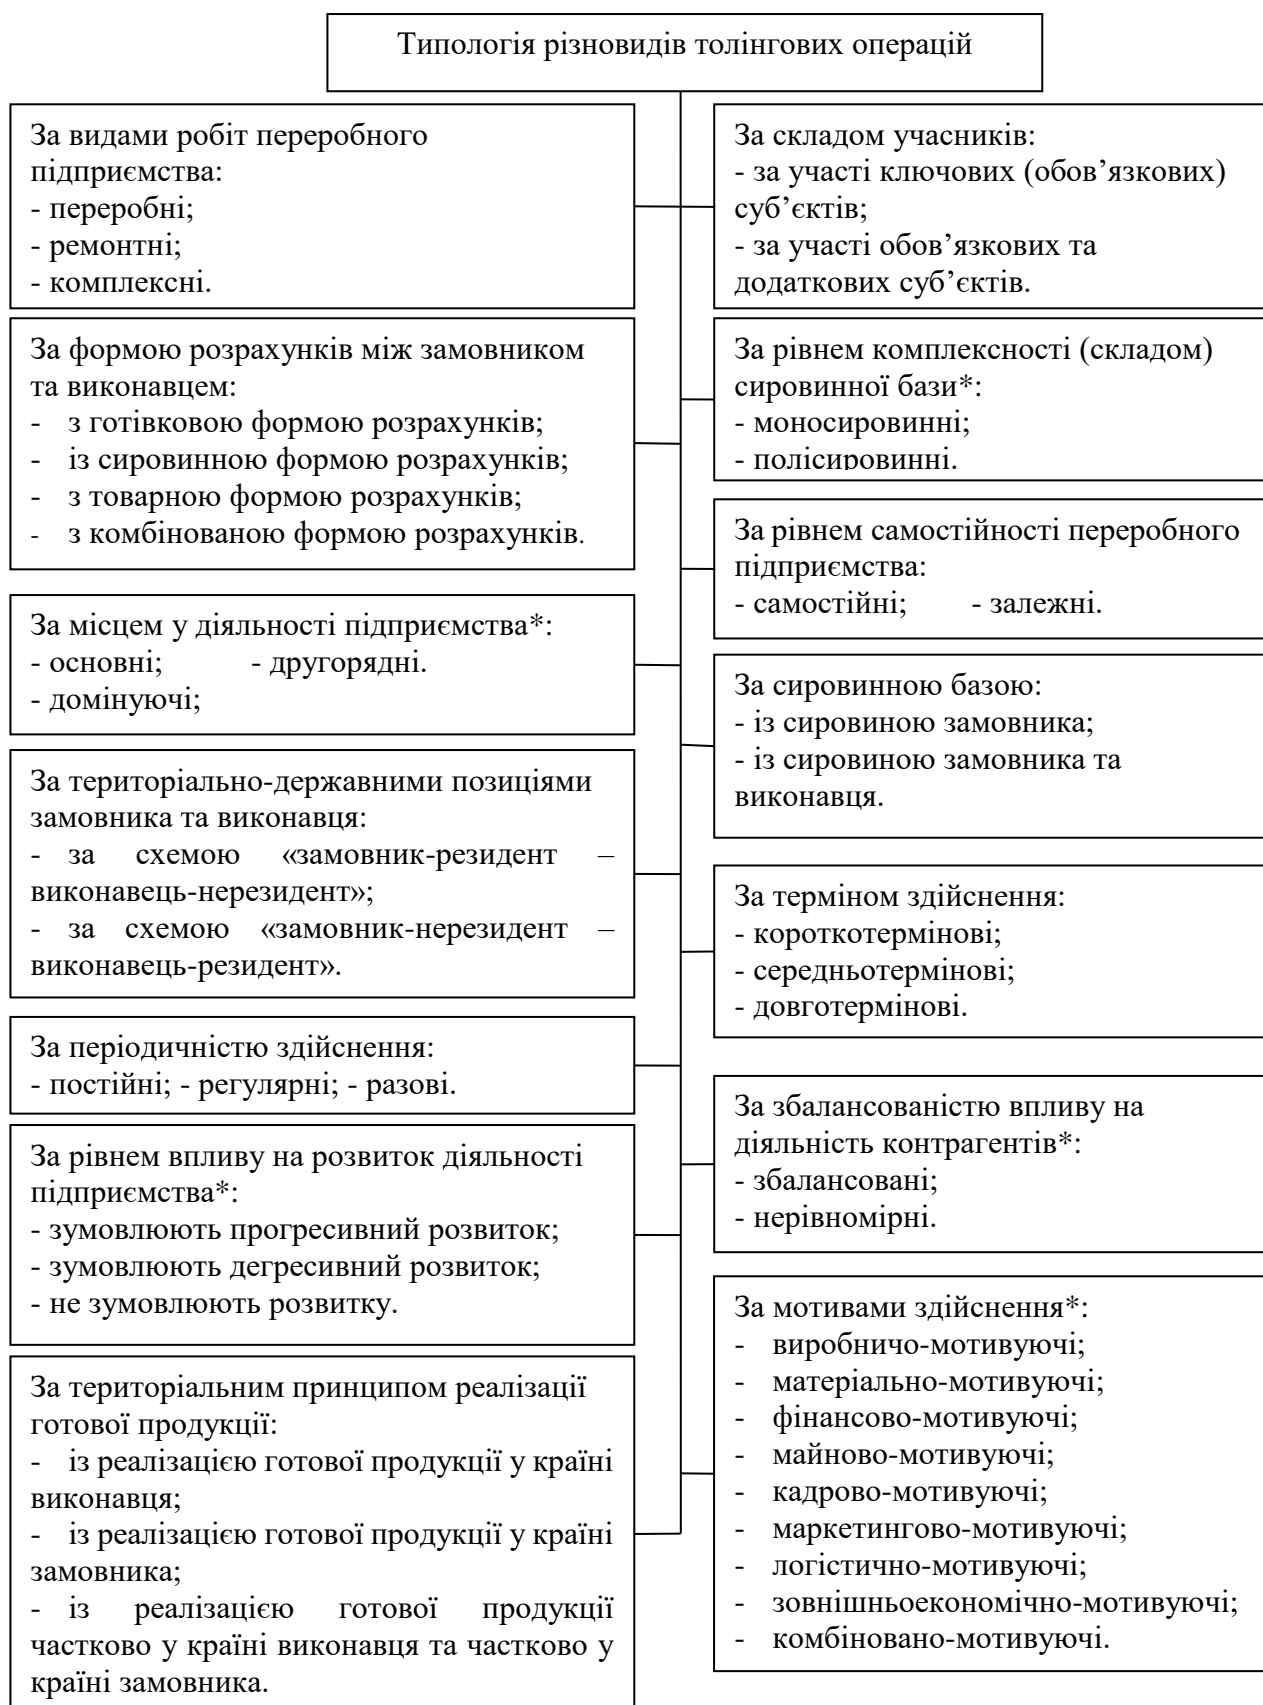 Типологія різновидів толінгових операцій
За видами робіт переробного
підприємства:
- переробні;
- ремонтні;
- комплексні.
За формою розрахунків між замовником
та виконавцем:
- з готівковою формою розрахунків;
- із сировинною формою розрахунків;
- з товарною формою розрахунків;
- з комбінованою формою розрахунків.
За місцем у діяльності підприємства*:
- основні; - другорядні.
- домінуючі;
За територіально-державними позиціями
замовника та виконавця:
- за схемою «замовник-резидент –
виконавець-нерезидент»;
- за схемою «замовник-нерезидент –
виконавець-резидент».
За періодичністю здійснення:
- постійні; - регулярні; - разові.
За рівнем впливу на розвиток діяльності
підприємства*:
- зумовлюють прогресивний розвиток;
- зумовлюють дегресивний розвиток;
- не зумовлюють розвитку.
За територіальним принципом реалізації
готової продукції:
- із реалізацією готової продукції у країні
виконавця;
- із реалізацією готової продукції у країні
замовника;
- із реалізацією готової продукції
частково у країні виконавця та частково у
країні замовника.
За складом учасників:
- за участі ключових (обов’язкових)
суб’єктів;
- за участі обов’язкових та
додаткових суб’єктів.
За рівнем комплексності (складом)
сировинної бази*:
- моносировинні;
- полісировинні.
За рівнем самостійності переробного
підприємства:
- самостійні; - залежні.
За сировинною базою:
- із сировиною замовника;
- із сировиною замовника та
виконавця.
За терміном здійснення:
- короткотермінові;
- середньотермінові;
- довготермінові.
За збалансованістю впливу на
діяльність контрагентів*:
- збалансовані;
- нерівномірні.
За мотивами здійснення*:
- виробничо-мотивуючі;
- матеріально-мотивуючі;
- фінансово-мотивуючі;
- майново-мотивуючі;
- кадрово-мотивуючі;
- маркетингово-мотивуючі;
- логістично-мотивуючі;
- зовнішньоекономічно-мотивуючі;
- комбіновано-мотивуючі.